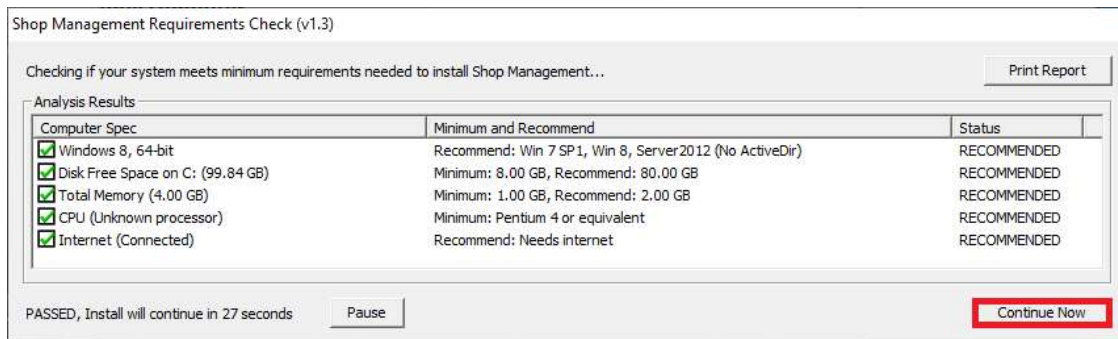 Shop Management Requirements Check (v1.3)
Checking if your system meets minimum requirements needed to install Shop Management...
Print Report
Analysis Results
Computer Spec Minimum and Recommend Status
Windows 8, 64-bit Recommend: Win 7 SP1, Win 8, Server2012 (No ActiveDir) RECOMMENDED
Disk Free Space on C: (99.84 GB) Minimum: 8.00 GB, Recommend: 80.00 GB RECOMMENDED
Total Memory (4.00 GB) Minimum: 1.00 GB, Recommend: 2.00 GB RECOMMENDED
CPU (Unknown processor) Minimum: Pentium 4 or equivalent RECOMMENDED
Internet (Connected) Recommend: Needs internet RECOMMENDED
PASSED, Install will continue in 27 seconds Pause Continue Now